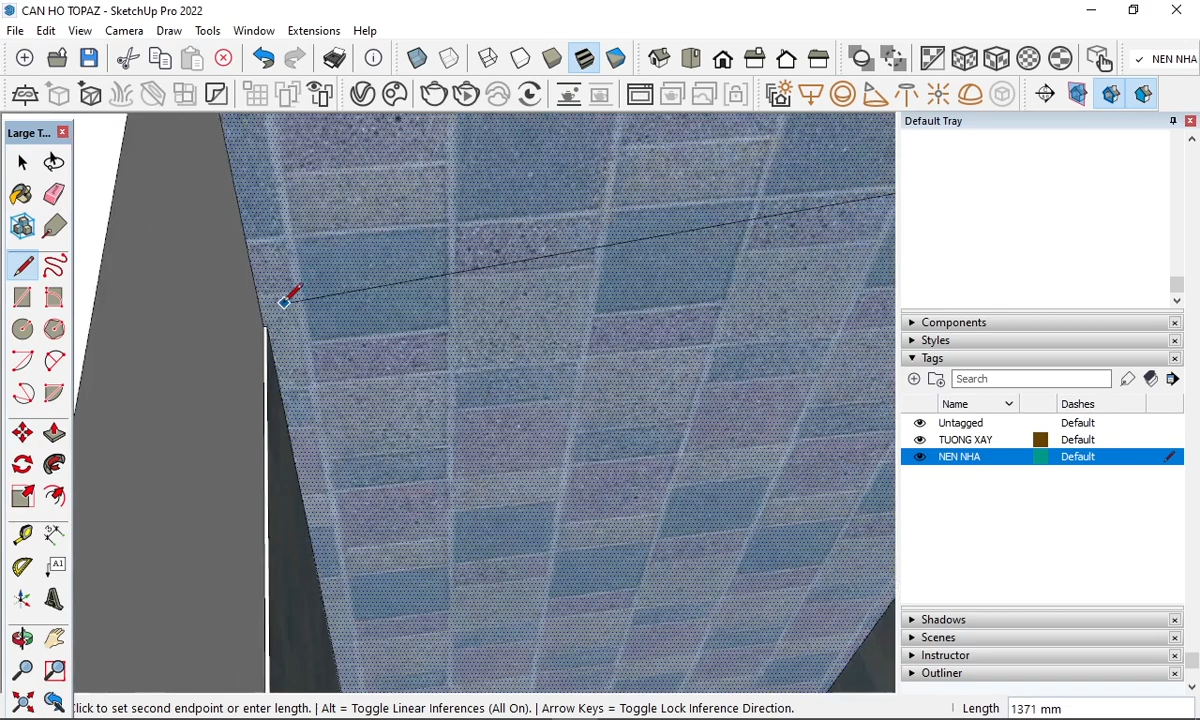 CAN HO TOPAZ - SketchUp Pro 2022
File Edit View Camera Draw Tools Window Extensions Help
NEN NHA
Large T...
A1
Default Tray
Components
Styles
Tags
Search
Name Dashes
Untagged Default
TUONG XAY Default
NEN NHA Default
Shadows
Scenes
Instructor
Outliner
Click to set second endpoint or enter length. | Alt = Toggle Linear Inferences (All On). | Arrow Keys = Toggle Lock Inference Direction.
Length 1371 mm